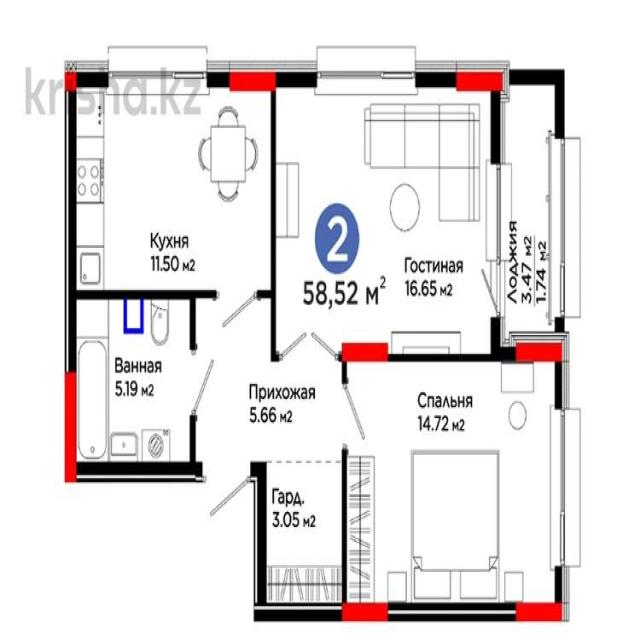 krisha.kz
Кухня
11.50 м2
2
58,52 м2
Гостиная
16.65 м2
Лоджия
3.47 м2
1.74 м2
Ванная
5.19 м2
Прихожая
5.66 м2
Спальня
14.72 м2
Гард.
3.05 м2